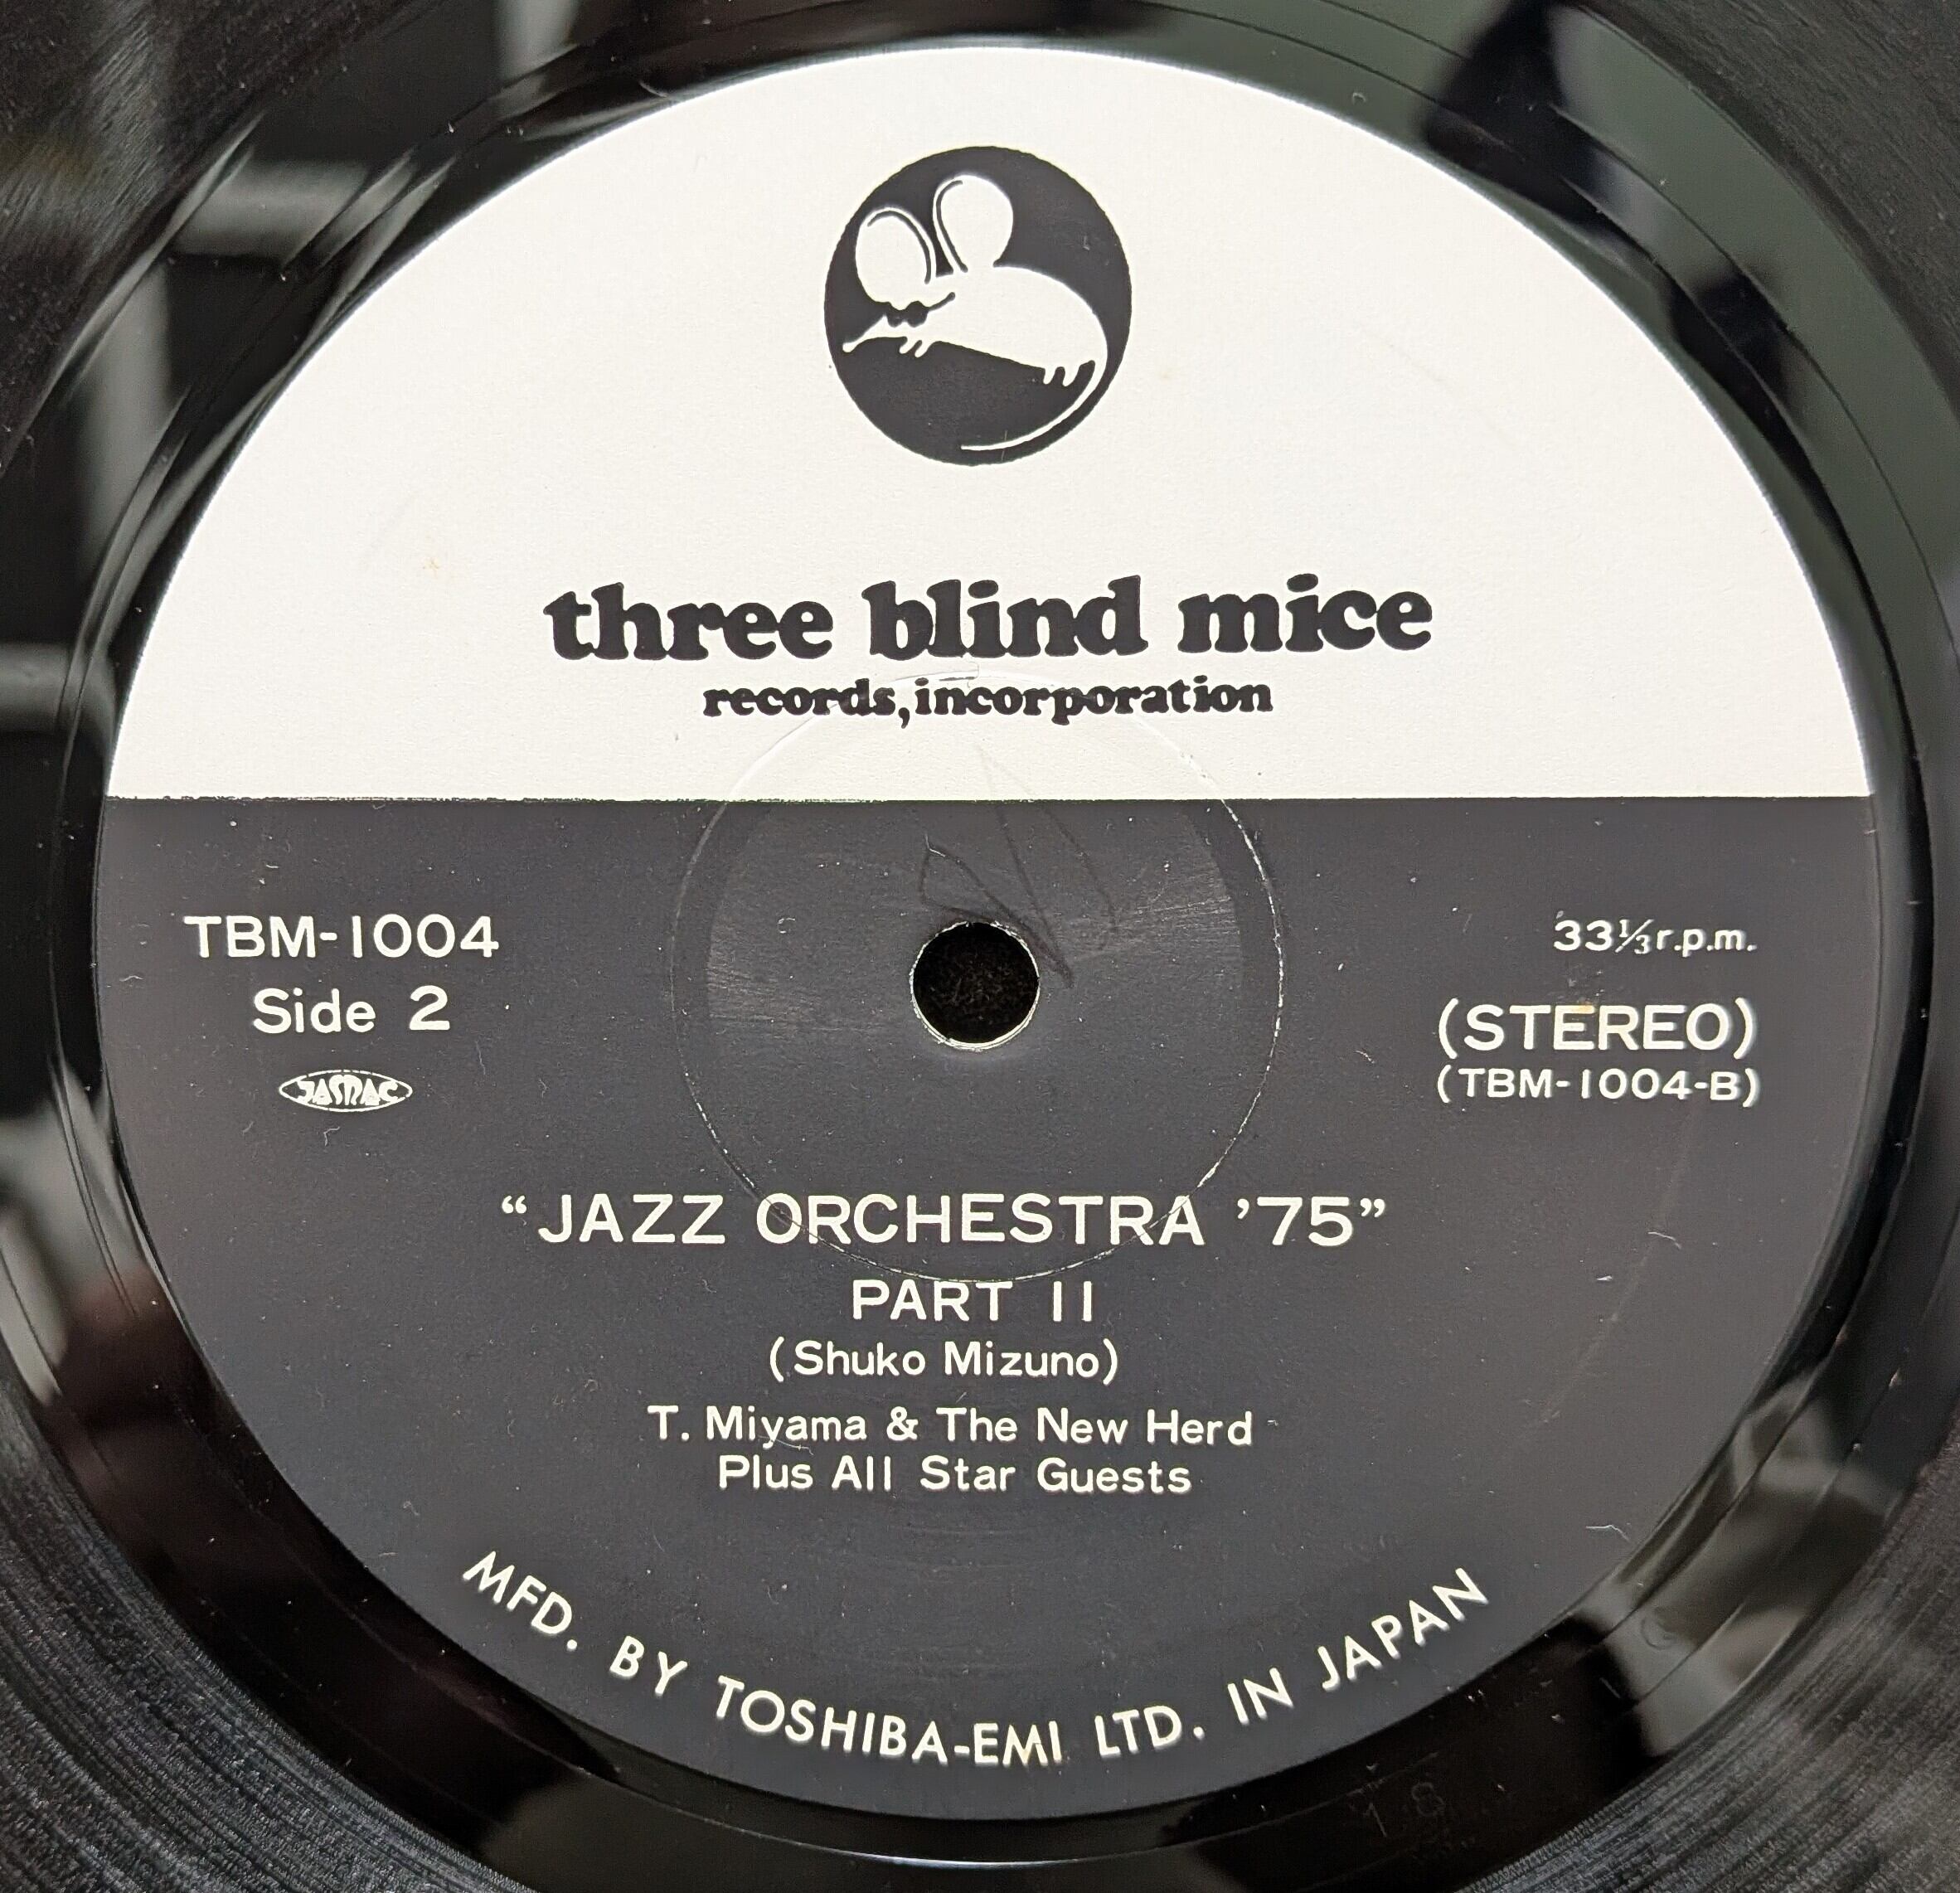 three blind mice
records, incorporation
TBM-1004
Side 2
JASRAC
33⅓ r.p.m.
(STEREO)
(TBM-1004-B)
“JAZZ ORCHESTRA ’75”
PART II
(Shuko Mizuno)
T. Miyama & The New Herd
Plus All Star Guests
MFD. BY TOSHIBA-EMI LTD. IN JAPAN